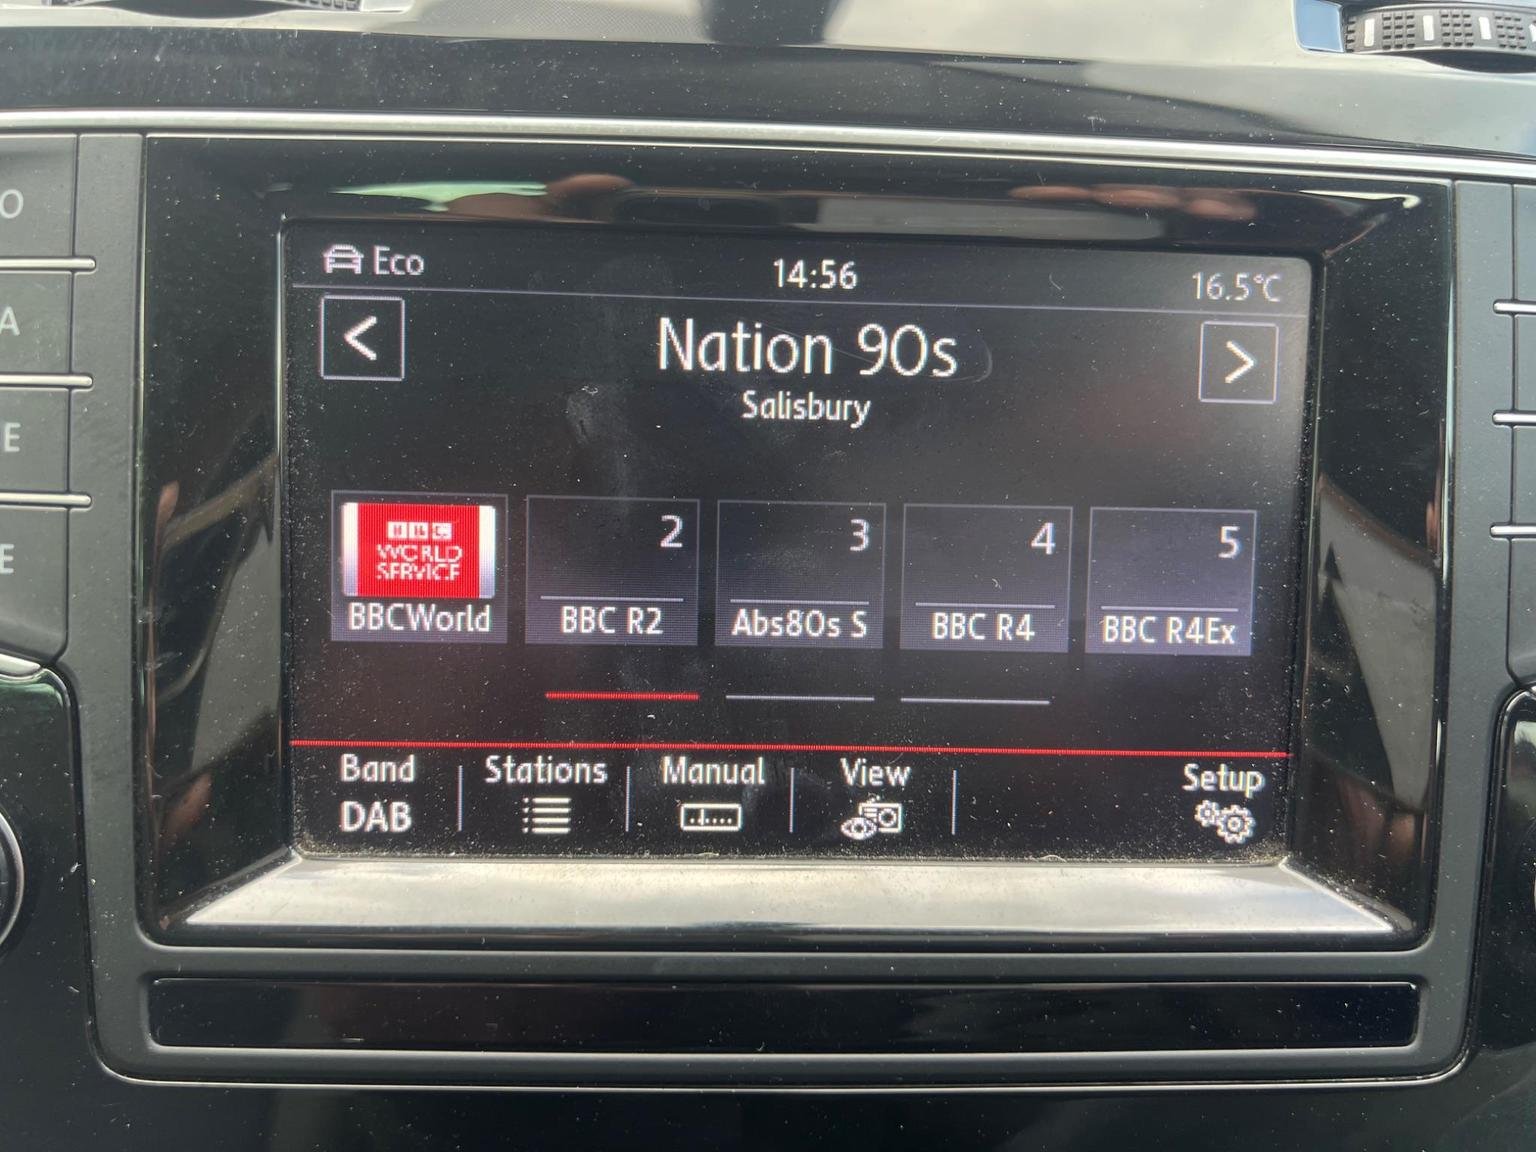 Eco
14:56
16.5°C
<
Nation 90s
>
Salisbury
BBC
WORLD
SERVICE
2
3
4
5
BBCWorld
BBC R2
Abs80s S
BBC R4
BBC R4Ex
Band
Stations
Manual
View
Setup
DAB
O
A
E
E